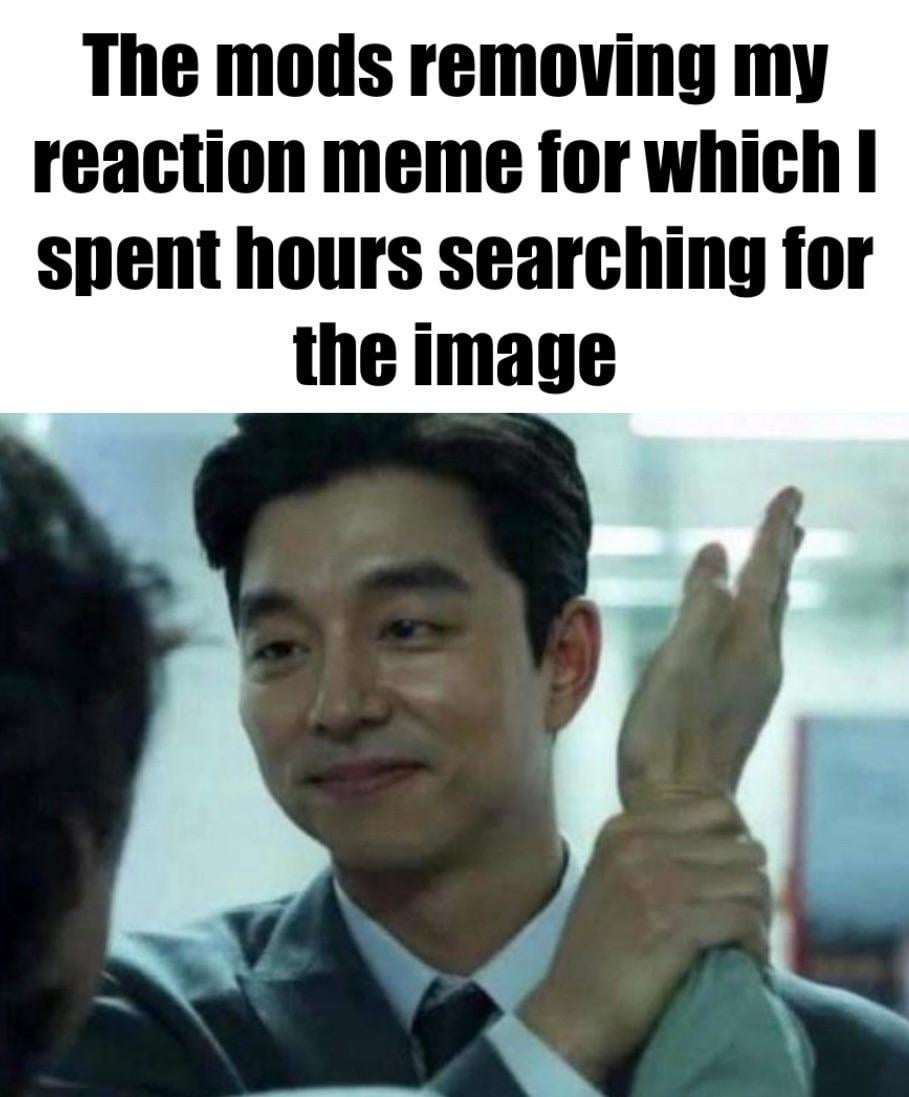 The mods removing my
reaction meme for which I
spent hours searching for
the image